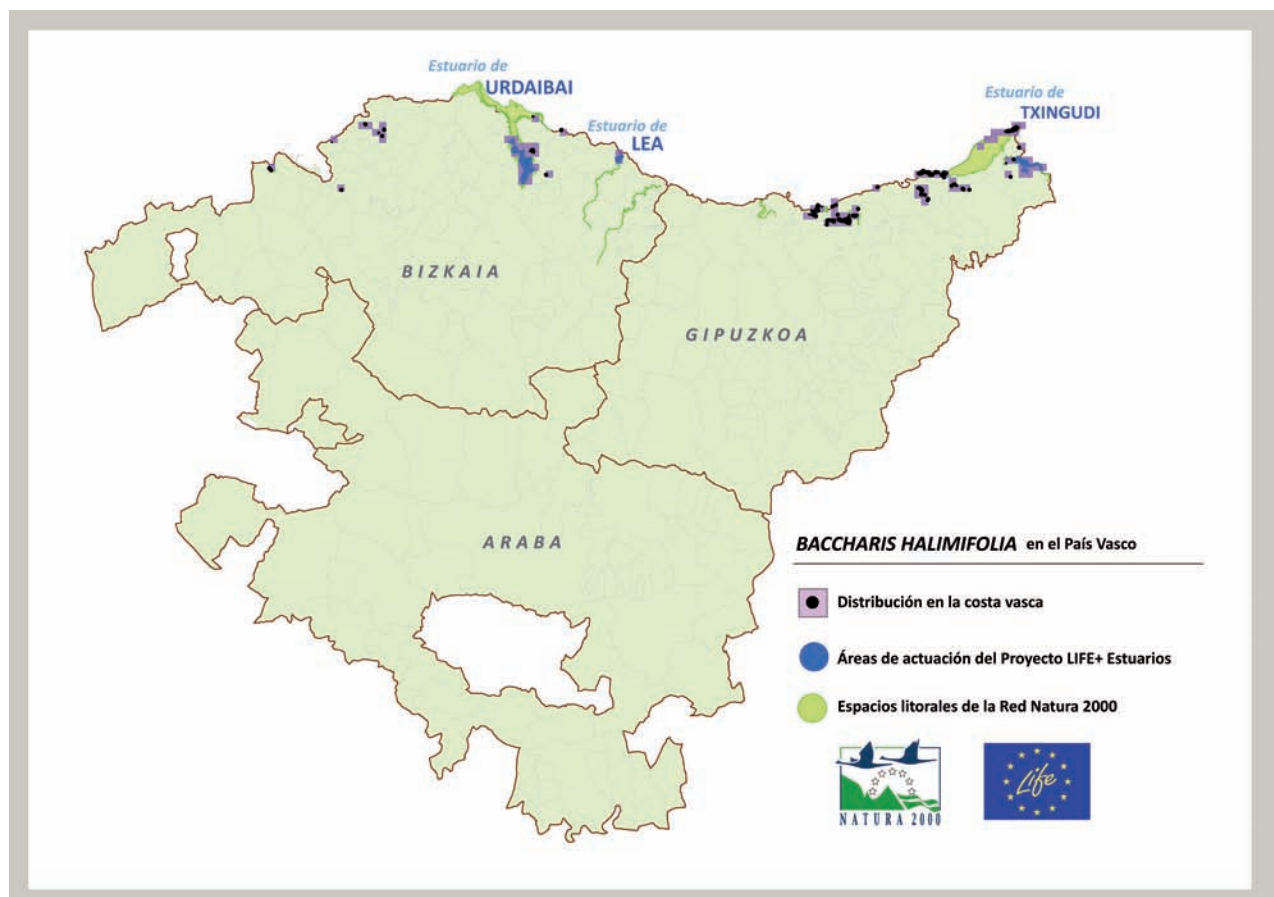 Estuario de
URDAIBAI
Estuario de
LEA
Estuario de
TXINGUDI
BIZKAIA
GIPUZKOA
ARABA
BACCHARIS HALIMIFOLIA en el País Vasco
Distribución en la costa vasca
Áreas de actuación del Proyecto LIFE+ Estuarios
Espacios litorales de la Red Natura 2000
NATURA 2000
Life